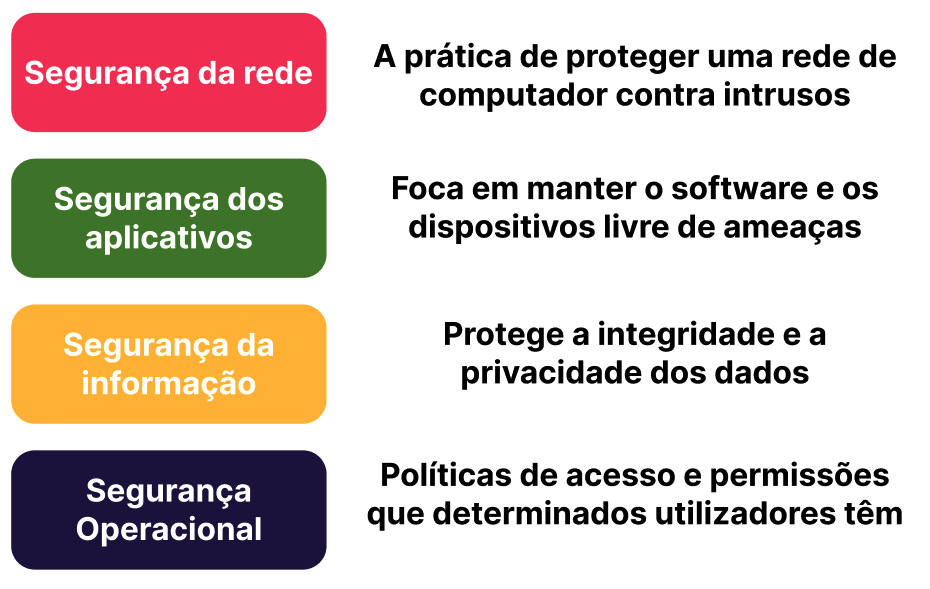 Segurança da rede
A prática de proteger uma rede de
computador contra intrusos
Segurança dos
aplicativos
Foca em manter o software e os
dispositivos livre de ameaças
Segurança da
informação
Protege a integridade e a
privacidade dos dados
Segurança
Operacional
Políticas de acesso e permissões
que determinados utilizadores têm